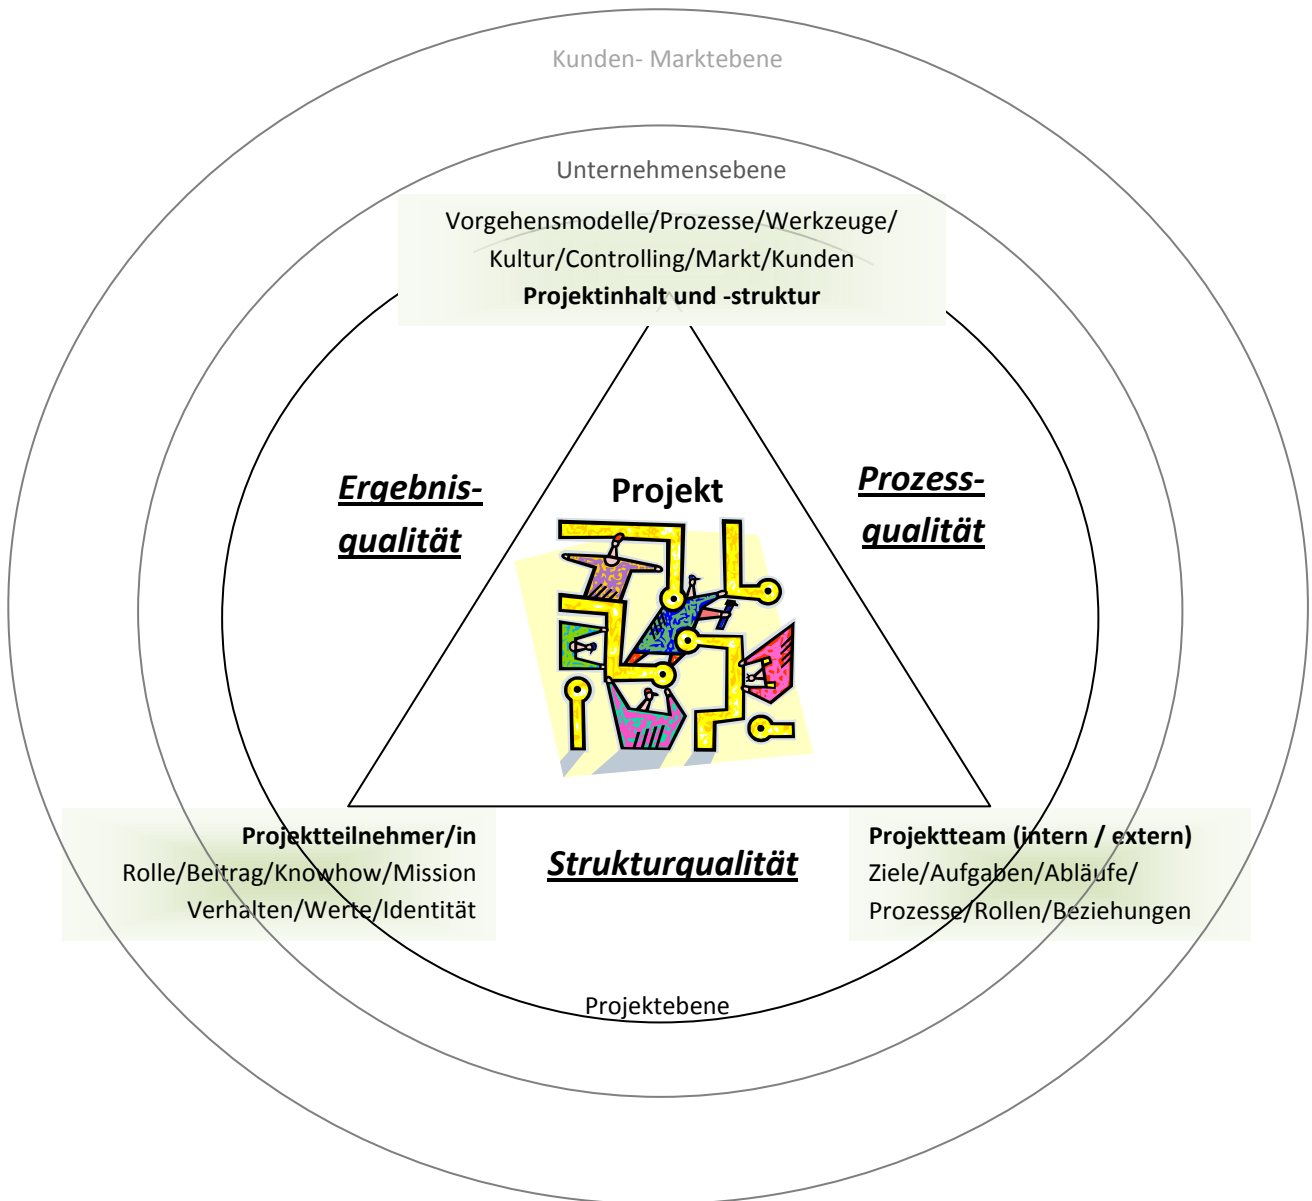 Kunden- Marktebene
Unternehmensebene
Vorgehensmodelle/Prozesse/Werkzeuge/
Kultur/Controlling/Markt/Kunden
Projektinhalt und -struktur
Ergebnis-
qualität
Projekt
Prozess-
qualität
Projektteilnehmer/in
Rolle/Beitrag/Knowhow/Mission
Verhalten/Werte/Identität
Strukturqualität
Projektteam (intern / extern)
Ziele/Aufgaben/Abläufe/
Prozesse/Rollen/Beziehungen
Projektebene